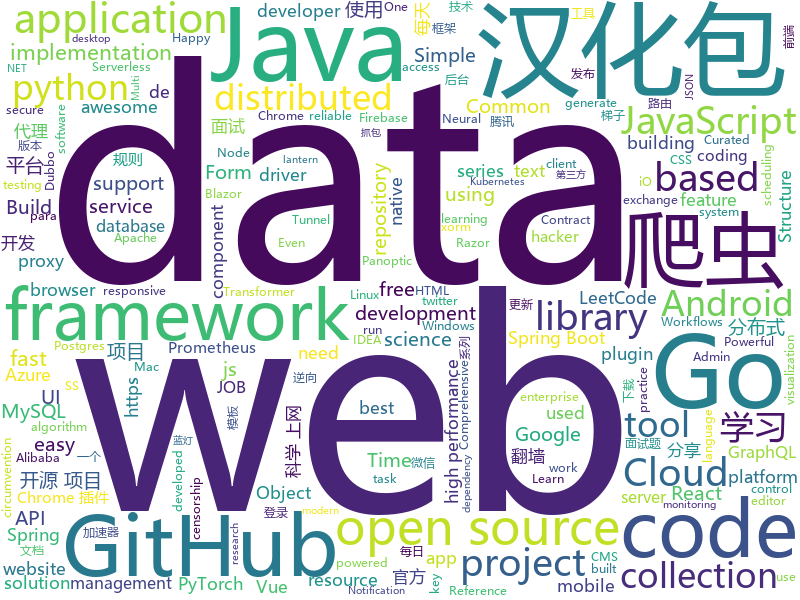 application
Java
汉化包
developer
使用
每天
One
框架
技术
工具
前端
desktop
Happy
implementation
Simple
后台
发布
NET
Serverless
Multi
access
python
de
distributed
Common
JSON
路由
梯子
secure
software
awesome
面试
Chrome
reliable
Firebase
generate
腾讯
JavaScript
代理
Node
Neural
抓包
版本
Dubbo
规则
Form
driver
series
text
client
building
Curated
CSS
coding
平台
lantern
Kubernetes
第三方
testing
support
Blazor
native
using
repository
based
scheduling
Build
service
component
Tunnel
learning
exchange
iO
feature
Structure
para
database
Even
xorm
Contract
爬虫
system
开发
Apache
Razor
hacker
proxy
data
Panoptic
browser
responsive
Transformer
Linux
free
HTML
framework
twitter
更新
library
LeetCode
Android
Postgres
项目
Prometheus
IDEA
run
development
Windows
系列
Workflows
分布式
fast
science
need
Spring Boot
Powerful
Admin
visualization
Azure
SS
Mac
js
逆向
plugin
Go
UI
https
JOB
best
high performance
Comprehensive
下载
practice
MySQL
web
模板
科学 上网
used
enterprise
tool
学习
algorithm
easy
Google
面试题
分享
language
Alibaba
Time
翻墙
GraphQL
circumvention
开源 项目
一个
蓝灯
微信
dependency
work
Cloud
platform
Chrome 插件
developed
Object
task
Learn
server
React
control
API
GitHub
censorship
登录
open source
code
monitoring
editor
Spring
文档
加速器
每日
CMS
app
project
website
powered
官方
built
collection
solution
management
PyTorch
Vue
resource
key
mobile
use
research
modern
Notification
Reference